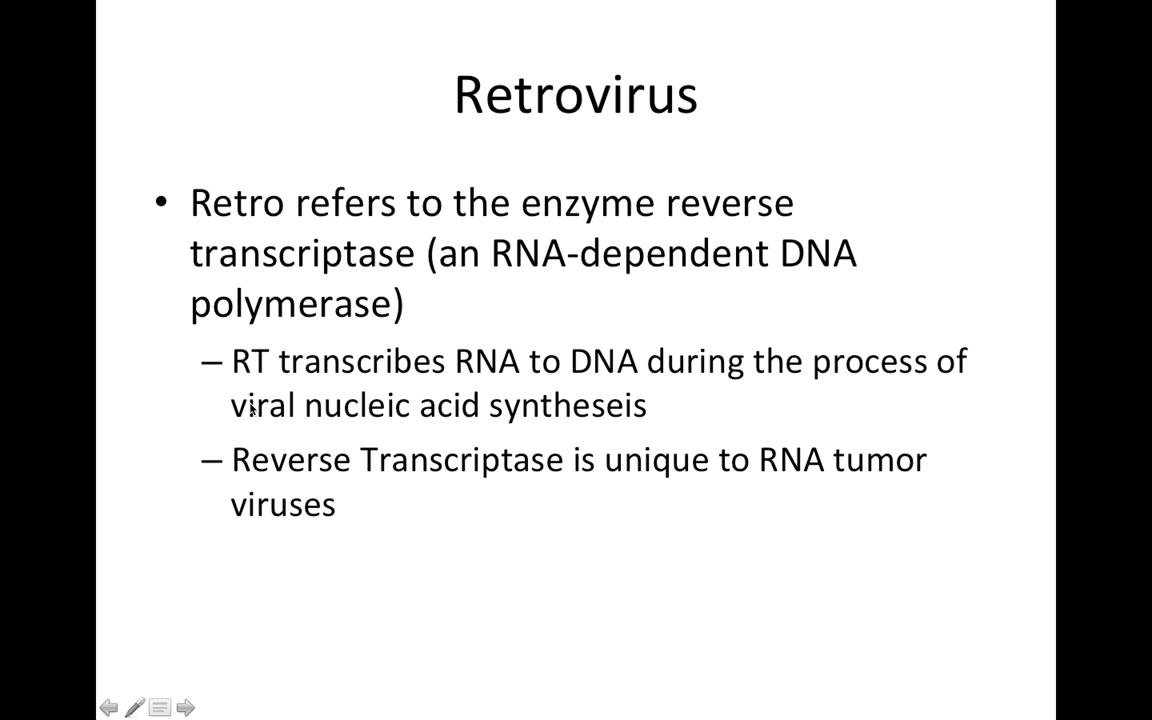 Retrovirus
• Retro refers to the enzyme reverse
transcriptase (an RNA-dependent DNA
polymerase)
– RT transcribes RNA to DNA during the process of
viral nucleic acid syntheseis
– Reverse Transcriptase is unique to RNA tumor
viruses